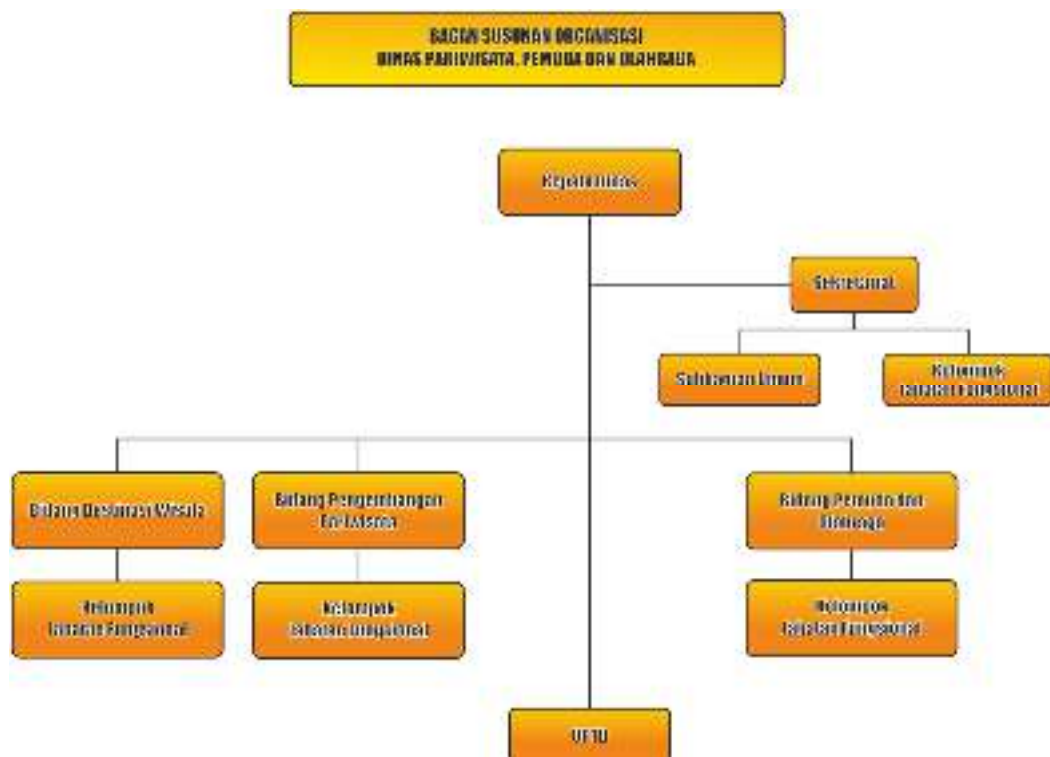 BAGAN SUSUNAN ORGANISASI
DINAS PARIWISATA, PEMUDA DAN OLAHRAGA
Kepala Dinas
Sekretariat
Subbagian Umum
Kelompok
Jabatan Fungsional
Bidang Destinasi Wisata
Bidang Pengembangan
Pariwisata
Bidang Pemuda dan
Olahraga
Kelompok
Jabatan Fungsional
Kelompok
Jabatan Fungsional
Kelompok
Jabatan Fungsional
UPTD